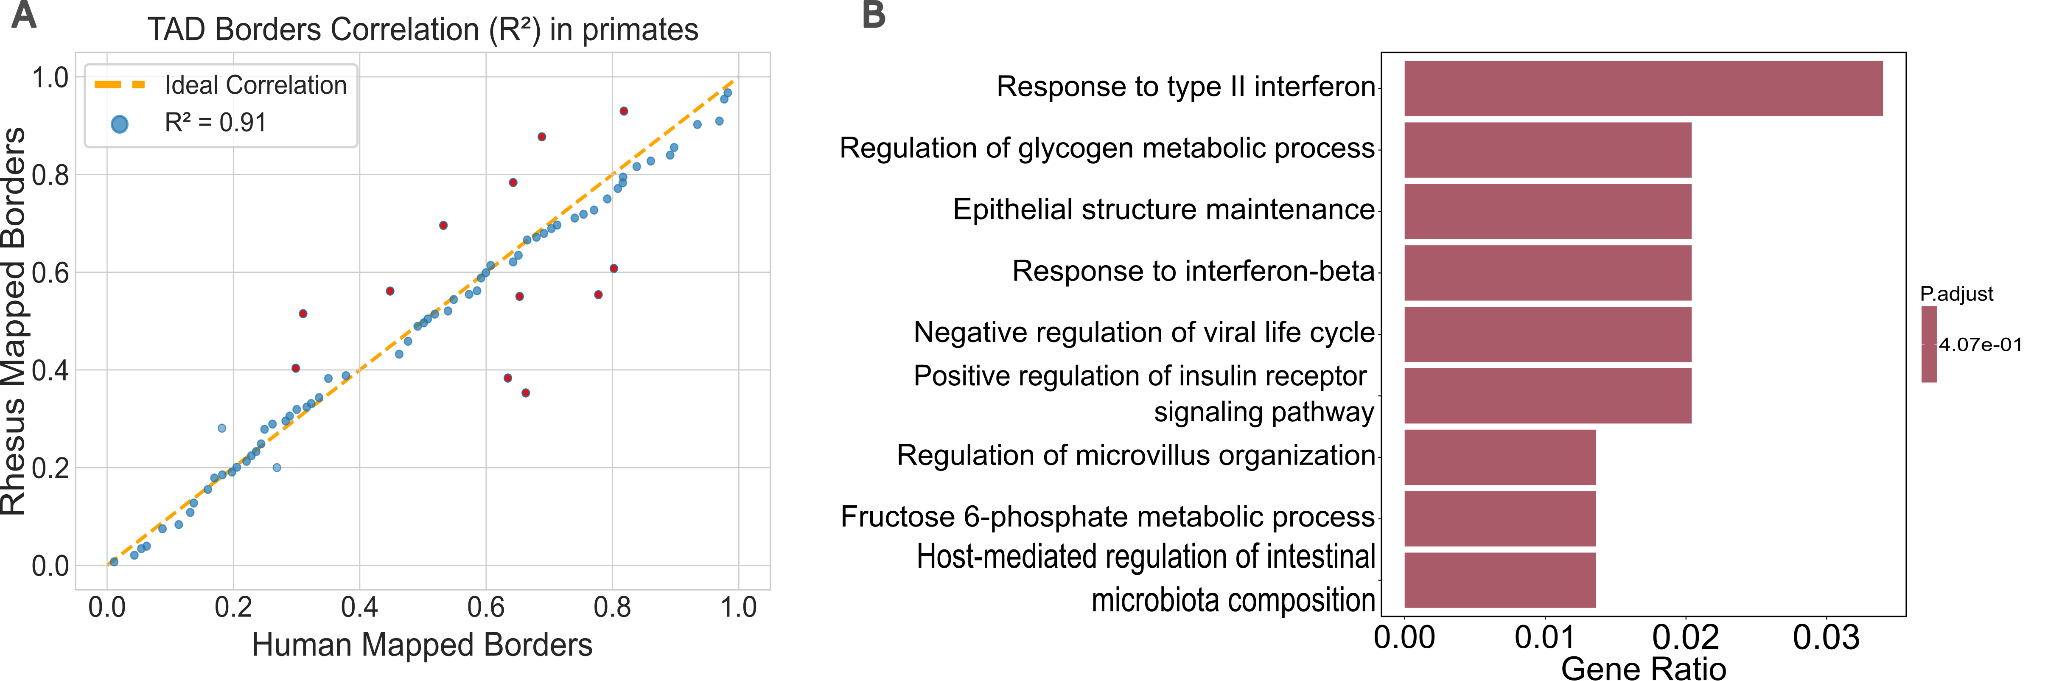 A
TAD Borders Correlation (R²) in primates
Ideal Correlation
R² = 0.91
1.0
0.8
0.6
0.4
0.2
0.0
Rhesus Mapped Borders
0.0 0.2 0.4 0.6 0.8 1.0
Human Mapped Borders
B
Response to type II interferon
Regulation of glycogen metabolic process
Epithelial structure maintenance
Response to interferon-beta
Negative regulation of viral life cycle
Positive regulation of insulin receptor
signaling pathway
Regulation of microvillus organization
Fructose 6-phosphate metabolic process
Host-mediated regulation of intestinal
microbiota composition
0.00 0.01 0.02 0.03
Gene Ratio
P.adjust
4.07e-01